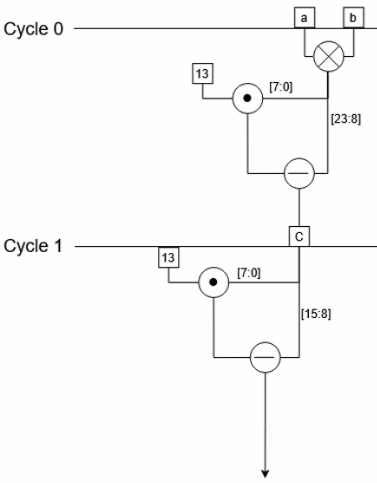 Cycle 0
a
b
13
[7:0]
[23:8]
C
Cycle 1
13
[7:0]
[15:8]